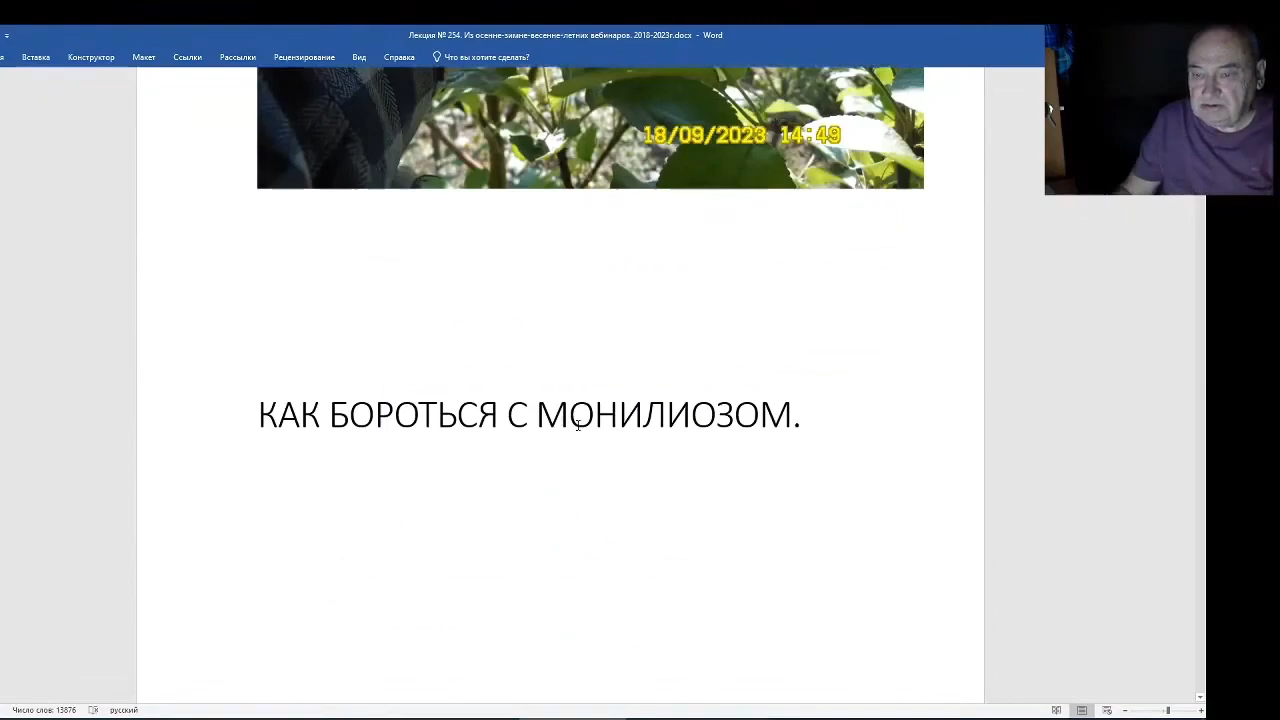 Лекция № 254. Из осенне-зимне-весенне-летних вебинаров. 2018-2023г.docx - Word
я Вставка Конструктор Макет Ссылки Рассылки Рецензирование Вид Справка Что вы хотите сделать?
18/09/2023 14:49
КАК БОРОТЬСЯ С МОНИЛИОЗОМ.
Число слов: 13876 русский